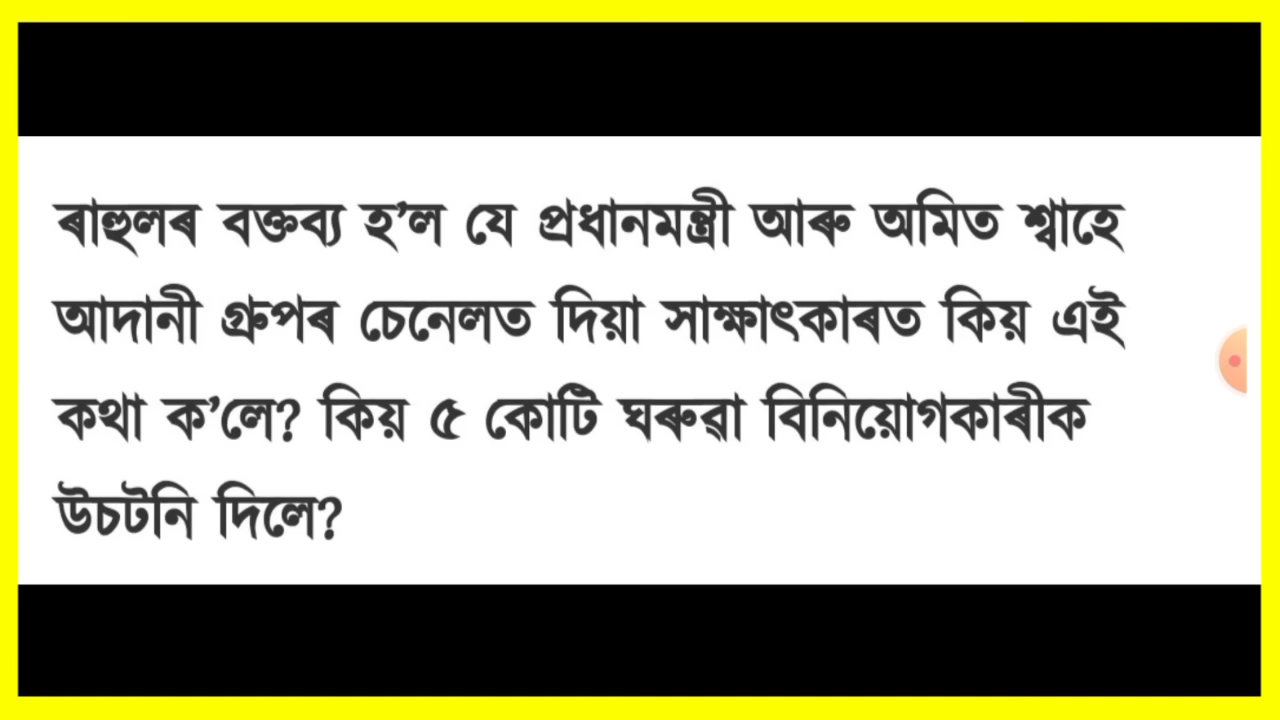 ৰাহুলৰ বক্তব্য হ’ল যে প্ৰধানমন্ত্ৰী আৰু অমিত শ্বাহে
আদানী গ্ৰুপৰ চেনেলত দিয়া সাক্ষাৎকাৰত কিয় এই
কথা ক’লে? কিয় ৫ কোটি ঘৰুৱা বিনিয়োগকাৰীক
উচটনি দিলে?